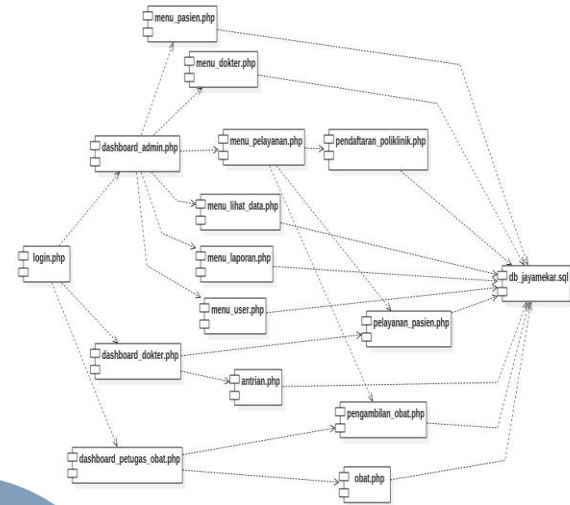 menu_pasien.php
menu_dokter.php
dashboard_admin.php
menu_pelayanan.php
pendaftaran_poliklinik.php
menu_lihat_data.php
login.php
menu_laporan.php
db_jayamekar.sql
menu_user.php
pelayanan_pasien.php
dashboard_dokter.php
antrian.php
pengambilan_obat.php
dashboard_petugas_obat.php
obat.php